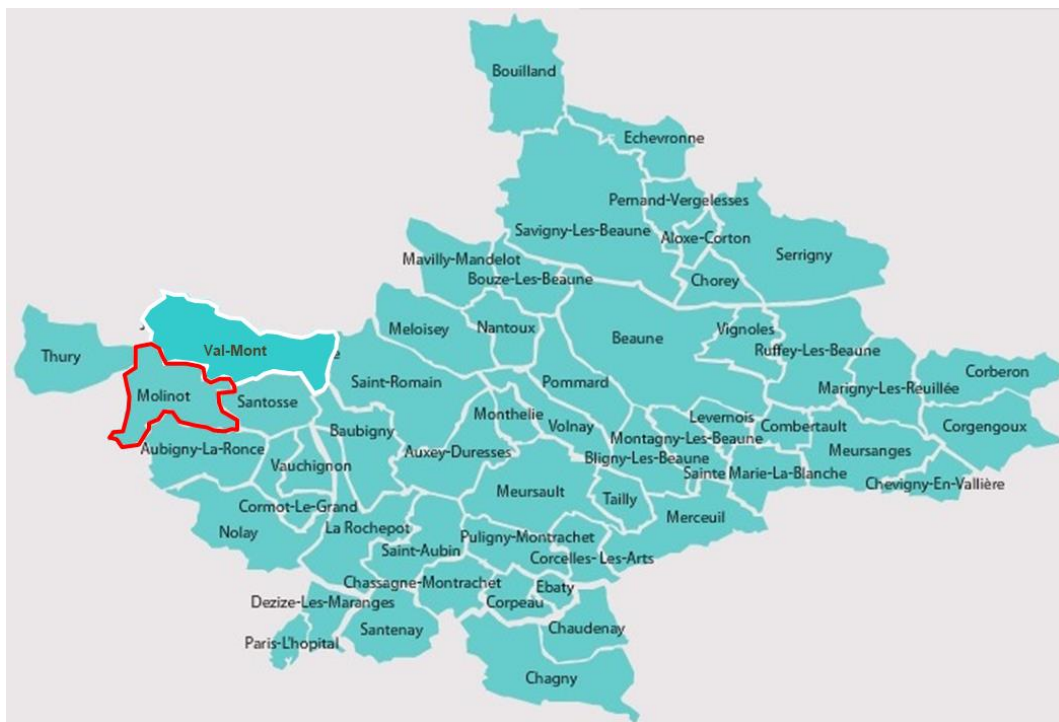 Bouilland
Echevronne
Pernand-Vergelesses
Savigny-Les-Beaune
Aloxe-Corton
Serrigny
Mavilly-Mandelot
Bouze-Les-Beaune
Chorey
Thury
Val-Mont
Meloisey
Nantoux
Beaune
Vignoles
Ruffey-Les-Beaune
Corberon
Saint-Romain
Pommard
Marigny-Les-Reuillée
Molinot
Santosse
Monthelie
Volnay
Levernois
Combertault
Corgengoux
Baubigny
Montagny-Les-Beaune
Aubigny-La-Ronce
Auxey-Duresses
Bligny-Les-Beaune
Meursanges
Vauchignon
Sainte Marie-La-Blanche
Chevigny-En-Vallière
Meursault
Tailly
Cormot-Le-Grand
Merceuil
Nolay
La Rochepot
Puligny-Montrachet
Saint-Aubin
Corcelles- Les-Arts
Chassagne-Montrachet
Ebaty
Dezize-Les-Maranges
Corpeau
Santenay
Chaudenay
Paris-L'hopital
Chagny